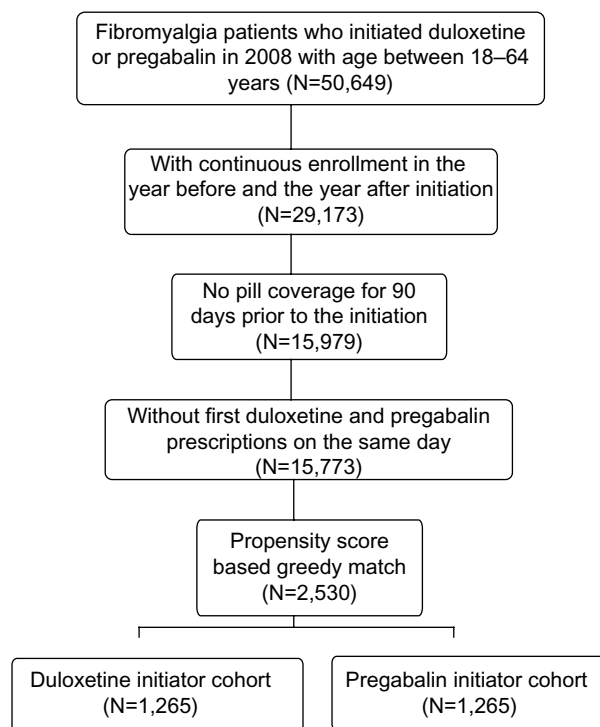 Fibromyalgia patients who initiated duloxetine
or pregabalin in 2008 with age between 18–64
years (N=50,649)
With continuous enrollment in the
year before and the year after initiation
(N=29,173)
No pill coverage for 90
days prior to the initiation
(N=15,979)
Without first duloxetine and pregabalin
prescriptions on the same day
(N=15,773)
Propensity score
based greedy match
(N=2,530)
Duloxetine initiator cohort
(N=1,265)
Pregabalin initiator cohort
(N=1,265)